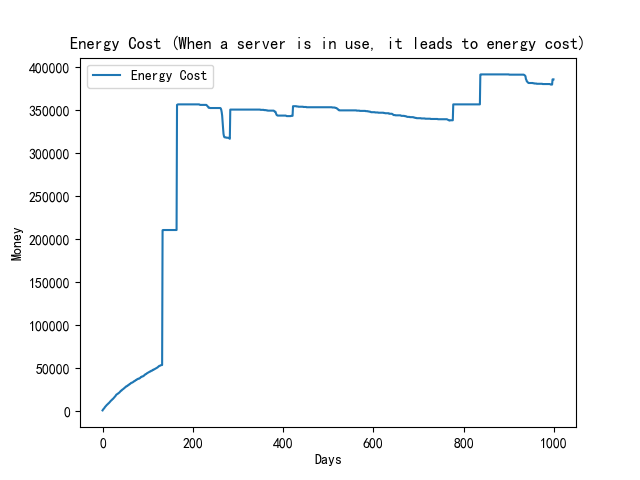 Energy Cost (When a server is in use, it leads to energy cost)
Energy Cost
400000
350000
300000
250000
200000
150000
100000
50000
0
Money
0 200 400 600 800 1000
Days